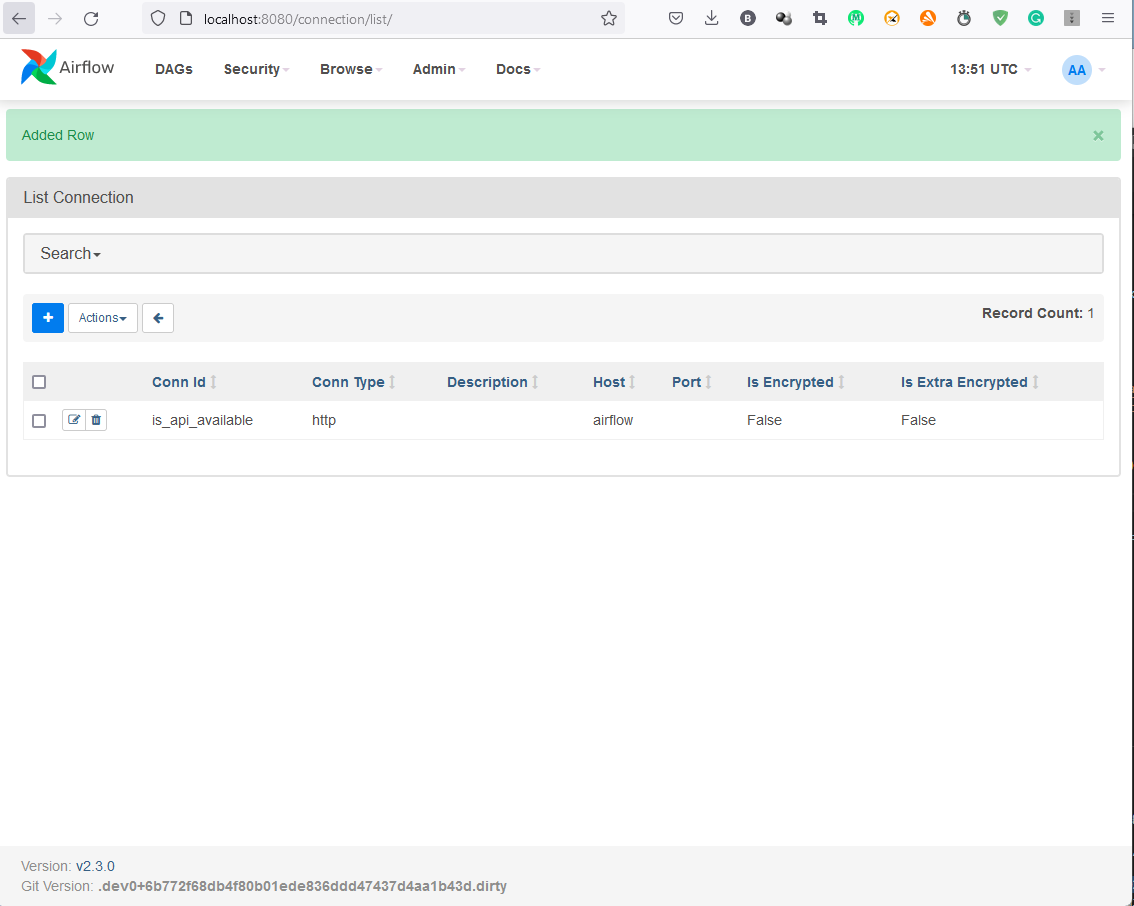 localhost:8080/connection/list/
Airflow DAGs Security Browse Admin Docs 13:51 UTC AA
Added Row ×
List Connection
Search
+ Actions Record Count: 1
Conn Id Conn Type Description Host Port Is Encrypted Is Extra Encrypted
is_api_available http airflow False False
Version: v2.3.0
Git Version: .dev0+6b772f68db4f80b01ede836ddd47437d4aa1b43d.dirty